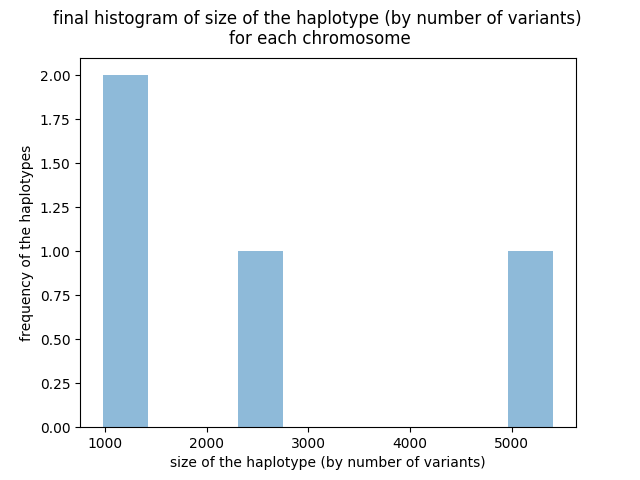 final histogram of size of the haplotype (by number of variants)
for each chromosome
frequency of the haplotypes
2.00
1.75
1.50
1.25
1.00
0.75
0.50
0.25
0.00
1000 2000 3000 4000 5000
size of the haplotype (by number of variants)